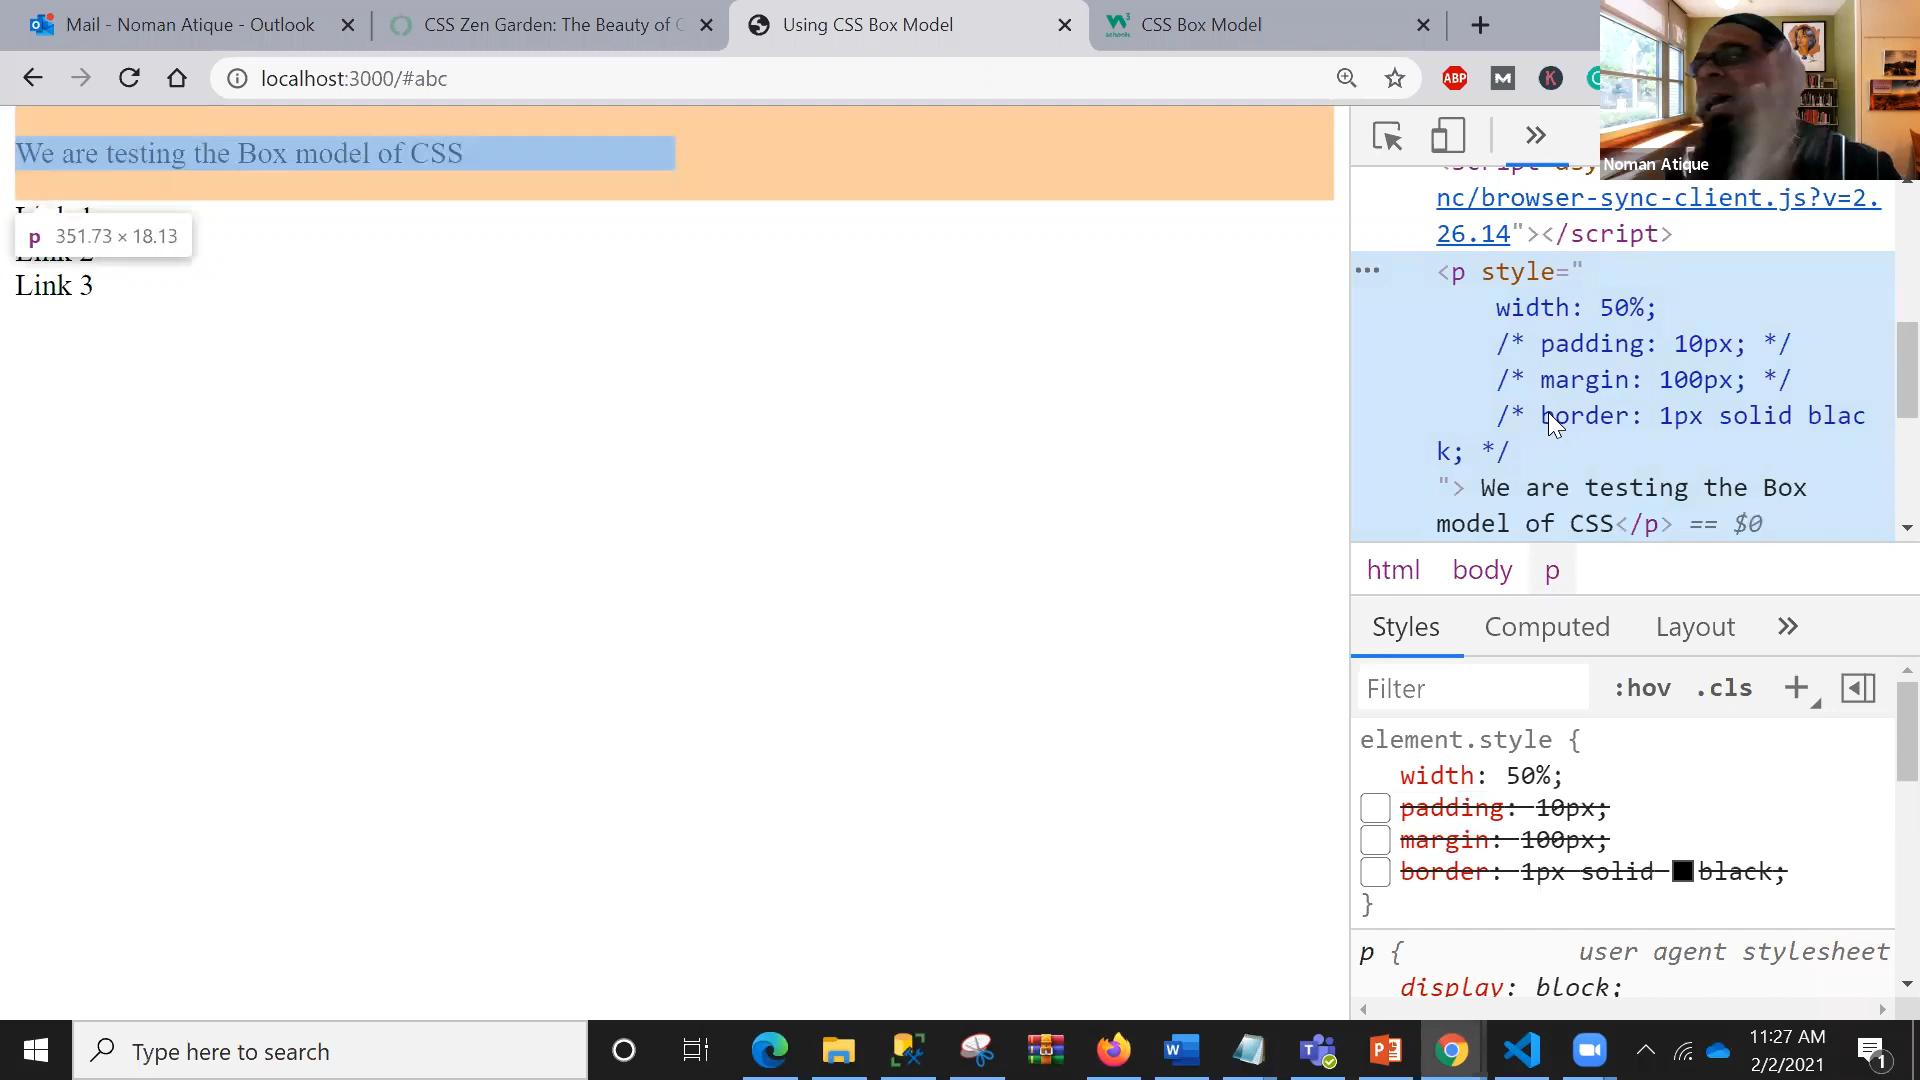 Mail - Noman Atique - Outlook
CSS Zen Garden: The Beauty of
Using CSS Box Model
CSS Box Model
localhost:3000/#abc
ABP
We are testing the Box model of CSS
p 351.73 × 18.13
Link 3
Noman Atique
nc/browser-sync-client.js?v=2.
26.14"></script>
<p style="
width: 50%;
/* padding: 10px; */
/* margin: 100px; */
/* border: 1px solid blac
k; */
"> We are testing the Box
model of CSS</p> == $0
html body p
Styles Computed Layout
Filter :hov .cls
element.style {
width: 50%;
padding: 10px;
margin: 100px;
border: 1px solid black;
}
p { user agent stylesheet
display: block;
Type here to search
11:27 AM
2/2/2021
1